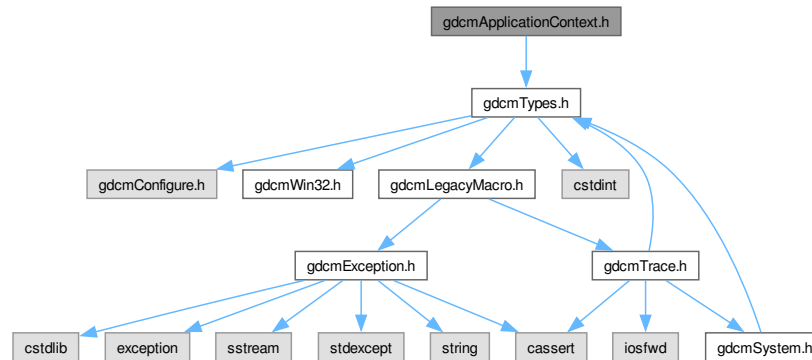 gdcmApplicationContext.h
gdcmTypes.h
gdcmConfigure.h
gdcmWin32.h
gdcmLegacyMacro.h
cstdint
gdcmException.h
gdcmTrace.h
cstdlib
exception
sstream
stdexcept
string
cassert
iosfwd
gdcmSystem.h